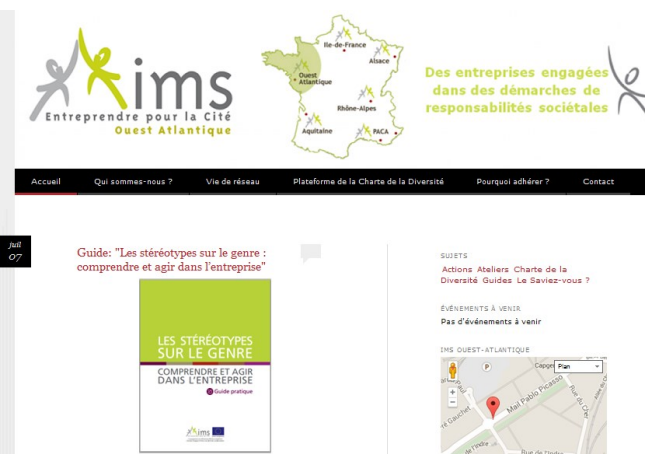 ims
Entreprendre pour la Cité
Ouest Atlantique
Ile-de-France
Alsace
Ouest
Atlantique
Rhône-Alpes
Aquitaine
PACA
Des entreprises engagées
dans des démarches de
responsabilités sociétales
Accueil
Qui sommes-nous ?
Vie de réseau
Plateforme de la Charte de la Diversité
Pourquoi adhérer ?
Contact
juil
07
Guide: "Les stéréotypes sur le genre :
comprendre et agir dans l'entreprise"
LES STÉRÉOTYPES
SUR LE GENRE
COMPRENDRE ET AGIR
DANS L'ENTREPRISE
Guide pratique
ims
SUJETS
Actions Ateliers Charte de la
Diversité Guides Le Saviez-vous ?
ÉVÉNEMENTS À VENIR
Pas d'événements à venir
IMS OUEST-ATLANTIQUE
P
Plan
+
−
Mail Pablo Picasso
Rue du Cher